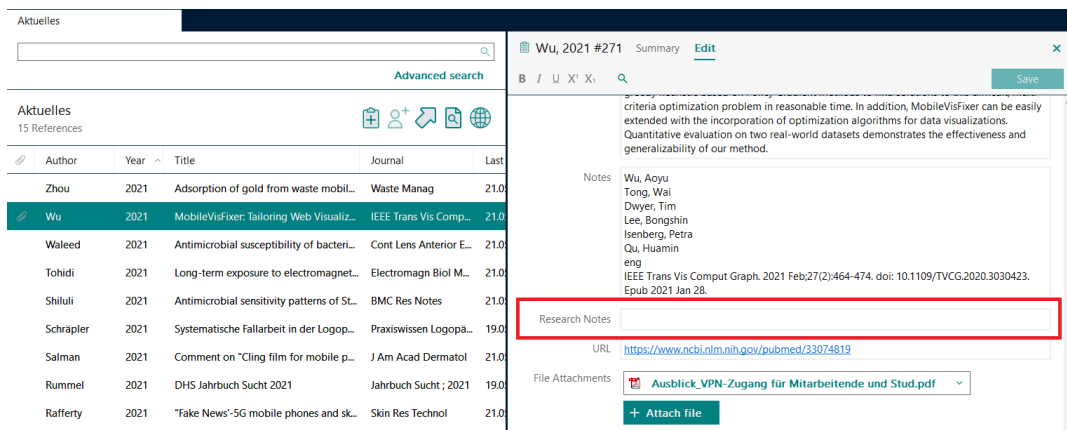 Aktuelles
Advanced search
Aktuelles
15 References
Author Year Title Journal Last
Zhou 2021 Adsorption of gold from waste mobil... Waste Manag 21.0
Wu 2021 MobileVisFixer: Tailoring Web Visualiz... IEEE Trans Vis Comp... 21.0
Waleed 2021 Antimicrobial susceptibility of bacteri... Cont Lens Anterior E... 21.0
Tohidi 2021 Long-term exposure to electromagnet... Electromagn Biol M... 21.0
Shiluli 2021 Antimicrobial sensitivity patterns of St... BMC Res Notes 21.0
Schräpler 2021 Systematische Fallarbeit in der Logop... Praxiswissen Logopä... 19.0
Salman 2021 Comment on "Cling film for mobile p... J Am Acad Dermatol 21.0
Rummel 2021 DHS Jahrbuch Sucht 2021 Jahrbuch Sucht ; 2021 19.0
Rafferty 2021 "Fake News'-5G mobile phones and sk... Skin Res Technol 21.0
Wu, 2021 #271 Summary Edit
B I U X¹ X₁ Save
criteria optimization problem in reasonable time. In addition, MobileVisFixer can be easily
extended with the incorporation of optimization algorithms for data visualizations.
Quantitative evaluation on two real-world datasets demonstrates the effectiveness and
generalizability of our method.
Notes Wu, Aoyu
Tong, Wai
Dwyer, Tim
Lee, Bongshin
Isenberg, Petra
Qu, Huamin
eng
IEEE Trans Vis Comput Graph. 2021 Feb;27(2):464-474. doi: 10.1109/TVCG.2020.3030423.
Epub 2021 Jan 28.
Research Notes
URL https://www.ncbi.nlm.nih.gov/pubmed/33074819
File Attachments Ausblick_VPN-Zugang für Mitarbeitende und Stud.pdf
+ Attach file